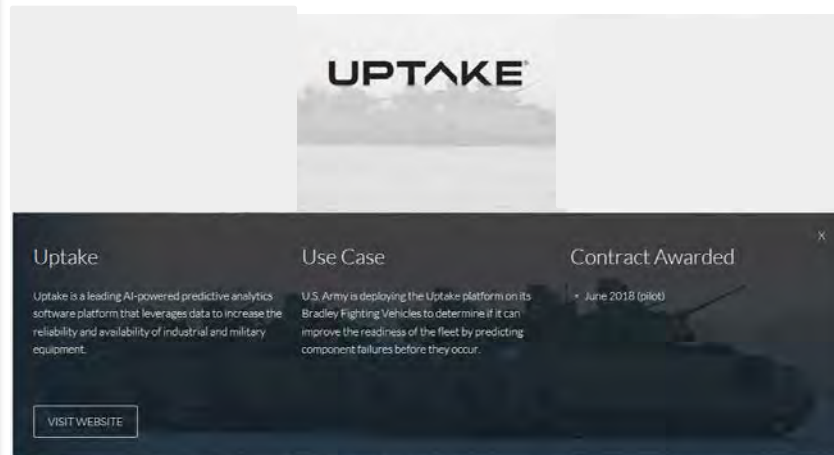 UPTAKE
X
Uptake
Uptake is a leading AI-powered predictive analytics
software platform that leverages data to increase the
reliability and availability of industrial and military
equipment.
VISIT WEBSITE
Use Case
U.S. Army is deploying the Uptake platform on its
Bradley Fighting Vehicles to determine if it can
improve the readiness of the fleet by predicting
component failures before they occur.
Contract Awarded
• June 2018 (pilot)